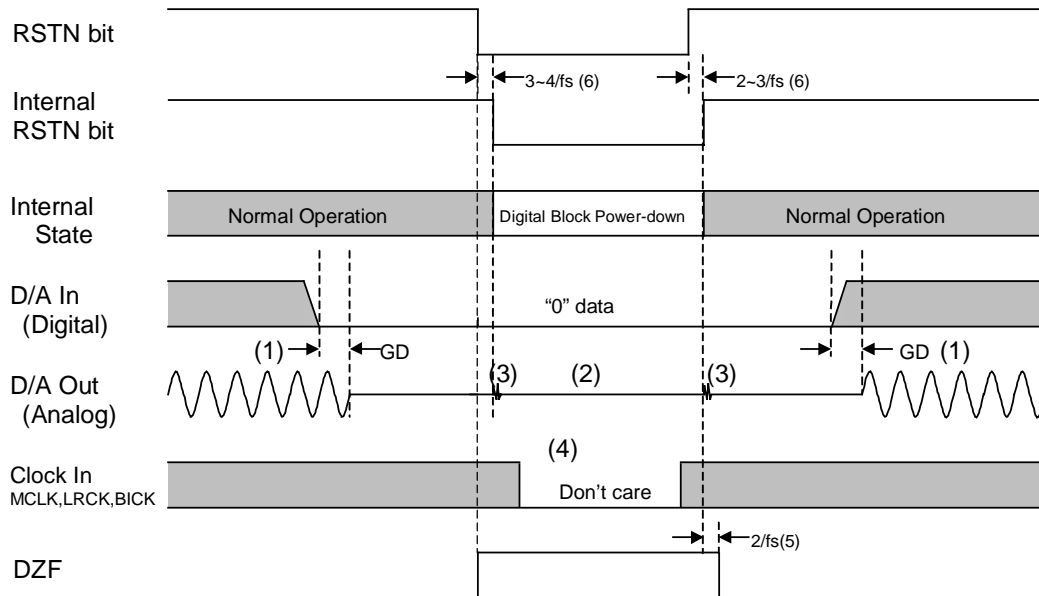 RSTN bit
3~4/fs (6)
2~3/fs (6)
Internal
RSTN bit
Internal
State
Normal Operation
Digital Block Power-down
Normal Operation
D/A In
(Digital)
“0” data
(1)
GD
GD
(1)
D/A Out
(Analog)
(3)
(2)
(3)
(4)
Clock In
MCLK,LRCK,BICK
Don’t care
2/fs(5)
DZF